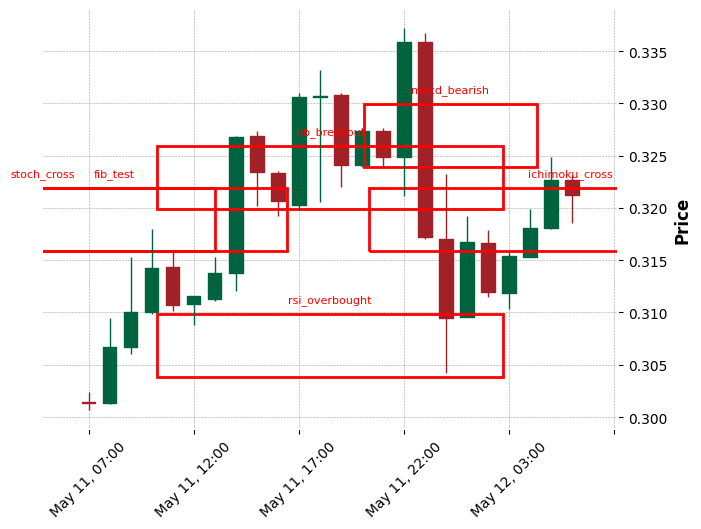 0.335
macd_bearish
0.330
bb_breakout
0.325
stoch_cross
fib_test
ichimoku_cross
0.320
Price
0.315
rsi_overbought
0.310
0.305
0.300
May 11, 07:00
May 11, 12:00
May 11, 17:00
May 11, 22:00
May 12, 03:00